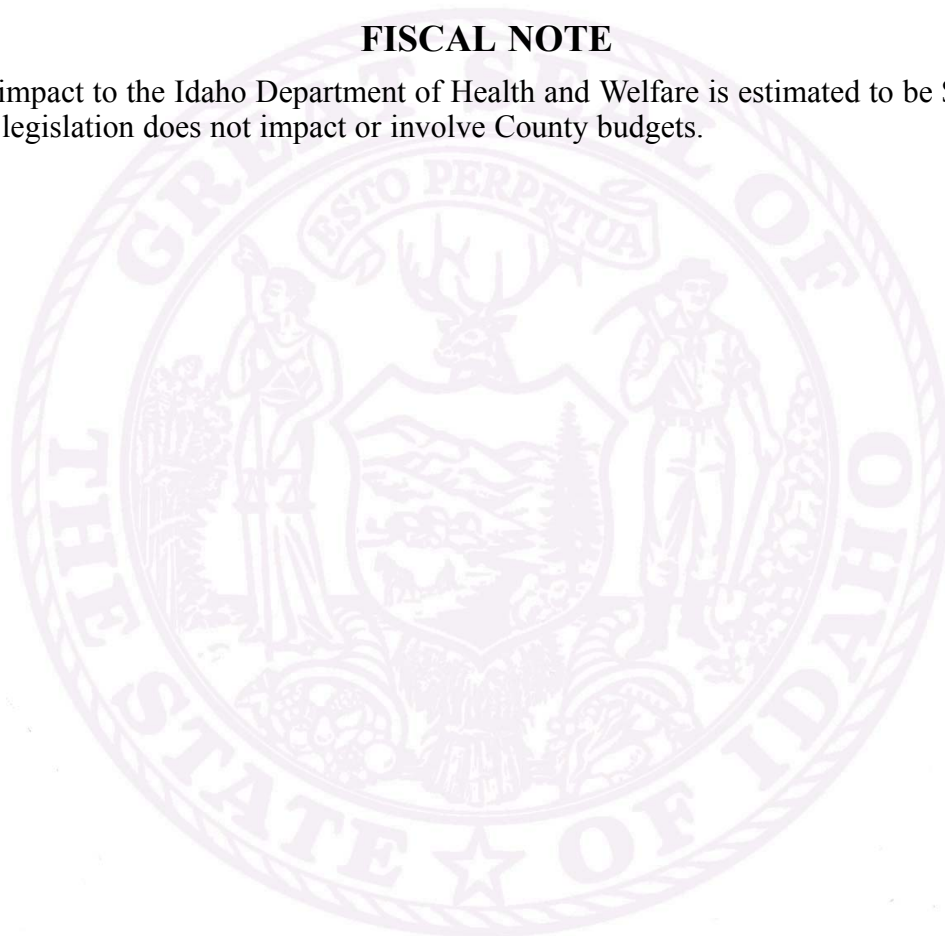 FISCAL NOTE
impact to the Idaho Department of Health and Welfare is estimated to be
legislation does not impact or involve County budgets.
GREAT SEAL OF
ESTO PERPETUA
THE STATE OF IDAHO